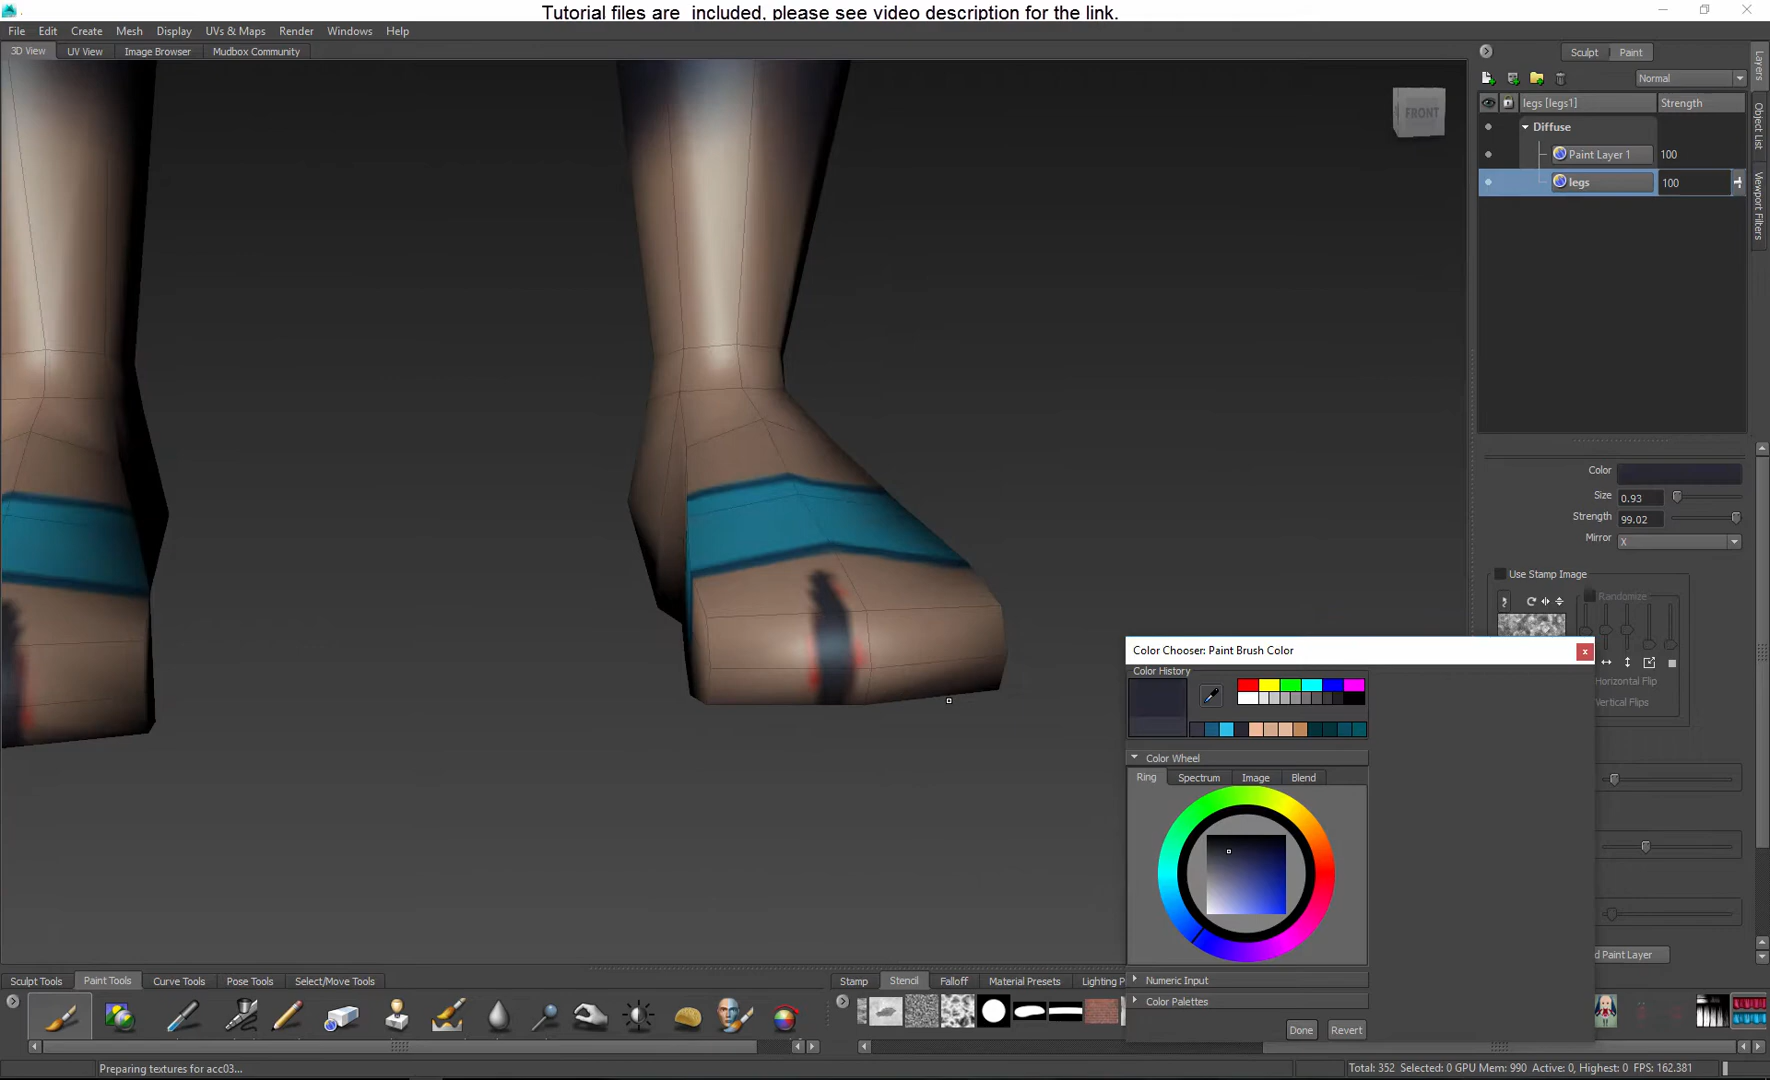 Tutorial files are  included, please see video description for the link.
File Edit Create Mesh Display UVs & Maps Render Windows Help
3D View UV View Image Browser Mudbox Community
Sculpt Paint
Normal
legs [legs1] Strength
Diffuse
Paint Layer 1 100
legs 100
Layers
Object List
Viewport Filters
FRONT
Color
Size 0.93
Strength 99.02
Mirror X
Use Stamp Image
Randomize
Horizontal Flip
Vertical Flips
Color Chooser: Paint Brush Color x
Color History
Color Wheel
Ring Spectrum Image Blend
Numeric Input
Color Palettes
Done Revert
d Paint Layer
Sculpt Tools Paint Tools Curve Tools Pose Tools Select/Move Tools
Stamp Stencil Falloff Material Presets Lighting P
Preparing textures for acc03...
Total: 352 Selected: 0 GPU Mem: 990 Active: 0, Highest: 0 FPS: 162.381